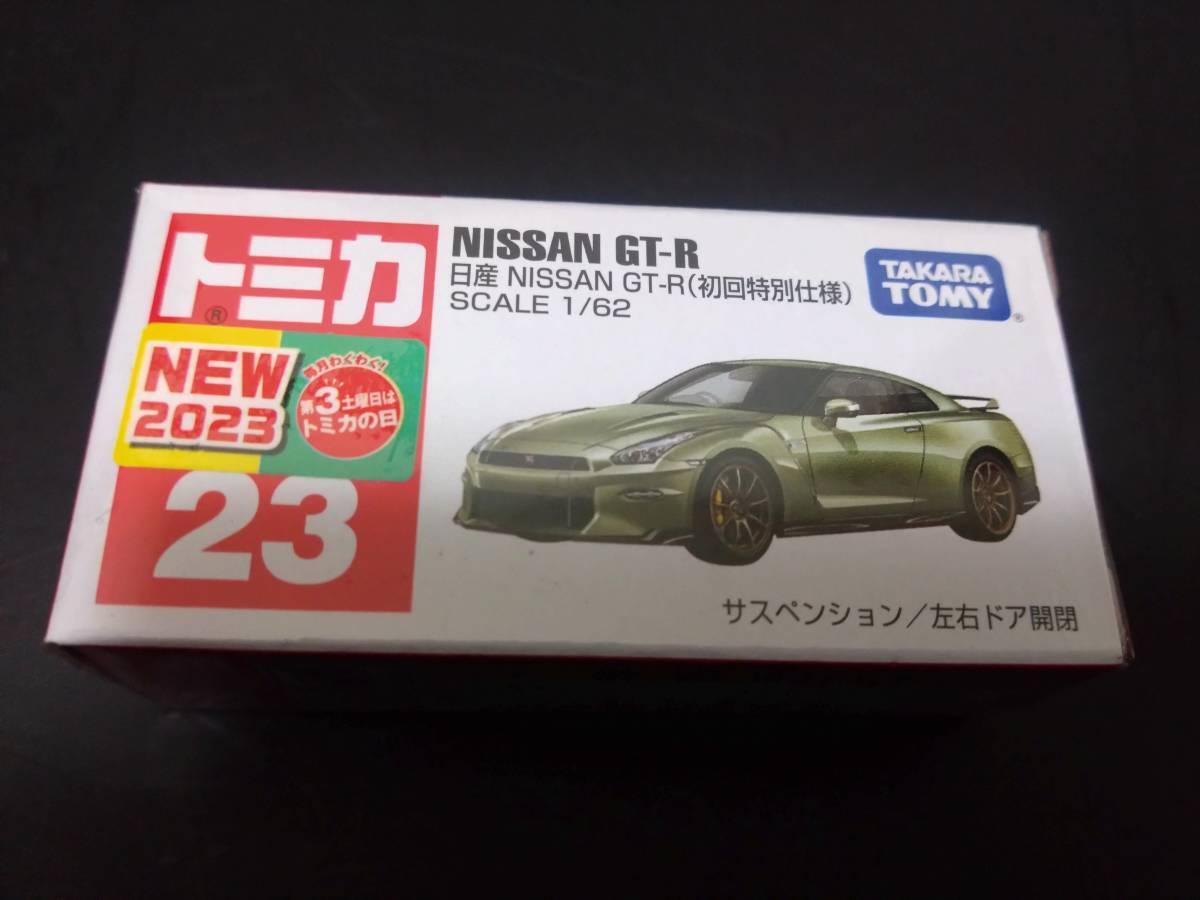 トミカ
®
NEW
2023
毎月わくわく!
第3土曜日は
トミカの日
23
NISSAN GT-R
日産 NISSAN GT-R(初回特別仕様)
SCALE 1/62
TAKARA
TOMY
®
サスペンション/左右ドア開閉